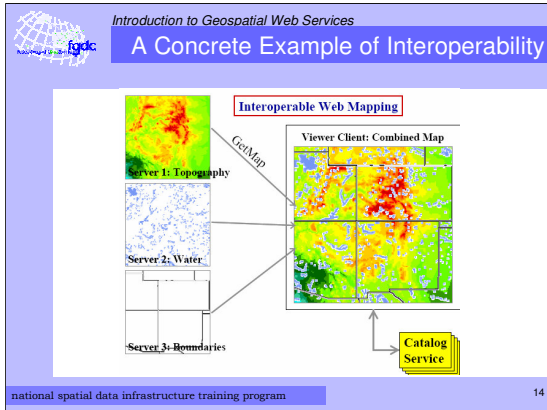 Introduction to Geospatial Web Services
fgdc
A Concrete Example of Interoperability
Interoperable Web Mapping
Viewer Client: Combined Map
GetMap
Server 1: Topography
Server 2: Water
Server 3: Boundaries
Catalog
Service
national spatial data infrastructure training program
14